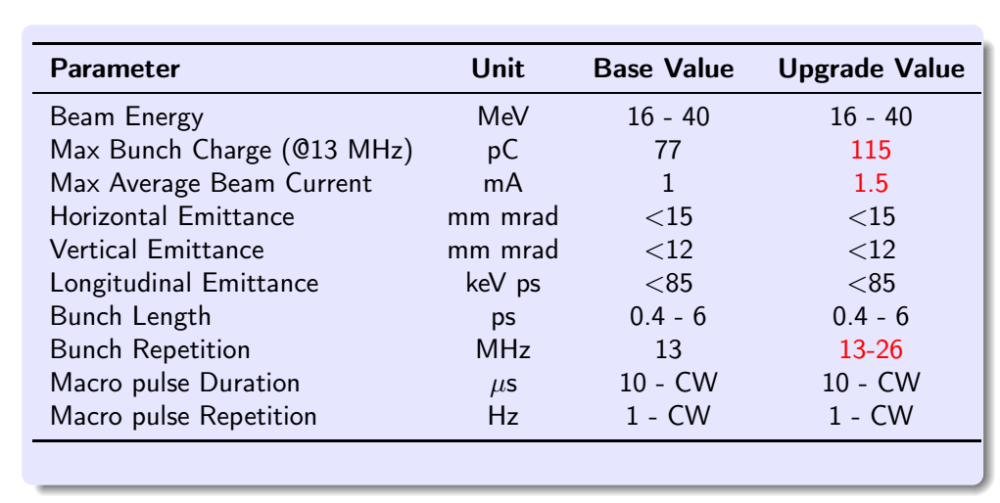 Parameter Unit Base Value Upgrade Value
Beam Energy MeV 16 - 40 16 - 40
Max Bunch Charge (@13 MHz) pC 77 115
Max Average Beam Current mA 1 1.5
Horizontal Emittance mm mrad <15 <15
Vertical Emittance mm mrad <12 <12
Longitudinal Emittance keV ps <85 <85
Bunch Length ps 0.4 - 6 0.4 - 6
Bunch Repetition MHz 13 13-26
Macro pulse Duration μs 10 - CW 10 - CW
Macro pulse Repetition Hz 1 - CW 1 - CW